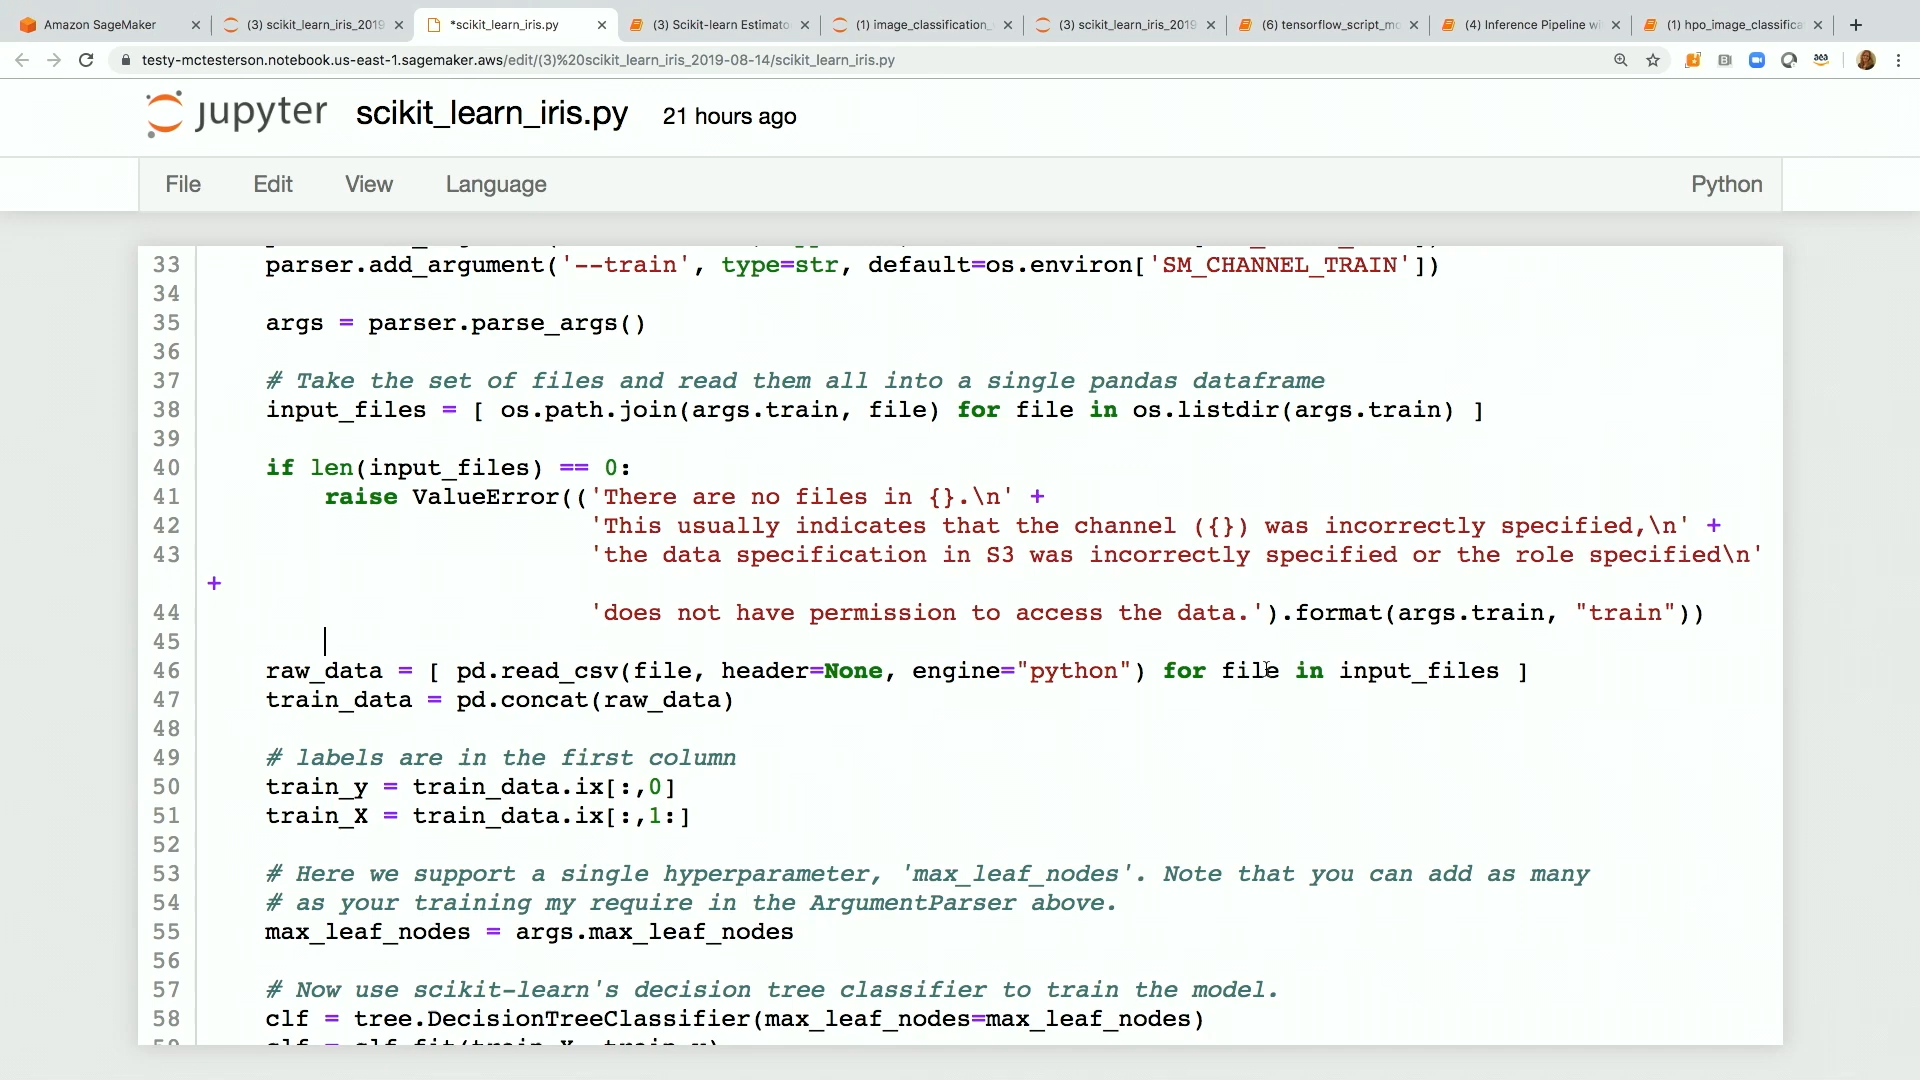 Amazon SageMaker
(3) scikit_learn_iris_2019
*scikit_learn_iris.py
(3) Scikit-learn Estimato
(1) image_classification_
(3) scikit_learn_iris_2019
(6) tensorflow_script_mo
(4) Inference Pipeline wi
(1) hpo_image_classifica
testy-mctesterson.notebook.us-east-1.sagemaker.aws/edit/(3)%20scikit_learn_iris_2019-08-14/scikit_learn_iris.py
jupyter scikit_learn_iris.py 21 hours ago
File Edit View Language Python
33 parser.add_argument('--train', type=str, default=os.environ['SM_CHANNEL_TRAIN'])
34
35 args = parser.parse_args()
36
37 # Take the set of files and read them all into a single pandas dataframe
38 input_files = [ os.path.join(args.train, file) for file in os.listdir(args.train) ]
39
40 if len(input_files) == 0:
41 raise ValueError(('There are no files in {}.\n' +
42 'This usually indicates that the channel ({}) was incorrectly specified,\n' +
43 'the data specification in S3 was incorrectly specified or the role specified\n'
+
44 'does not have permission to access the data.').format(args.train, "train"))
45
46 raw_data = [ pd.read_csv(file, header=None, engine="python") for file in input_files ]
47 train_data = pd.concat(raw_data)
48
49 # labels are in the first column
50 train_y = train_data.ix[:,0]
51 train_X = train_data.ix[:,1:]
52
53 # Here we support a single hyperparameter, 'max_leaf_nodes'. Note that you can add as many
54 # as your training my require in the ArgumentParser above.
55 max_leaf_nodes = args.max_leaf_nodes
56
57 # Now use scikit-learn's decision tree classifier to train the model.
58 clf = tree.DecisionTreeClassifier(max_leaf_nodes=max_leaf_nodes)